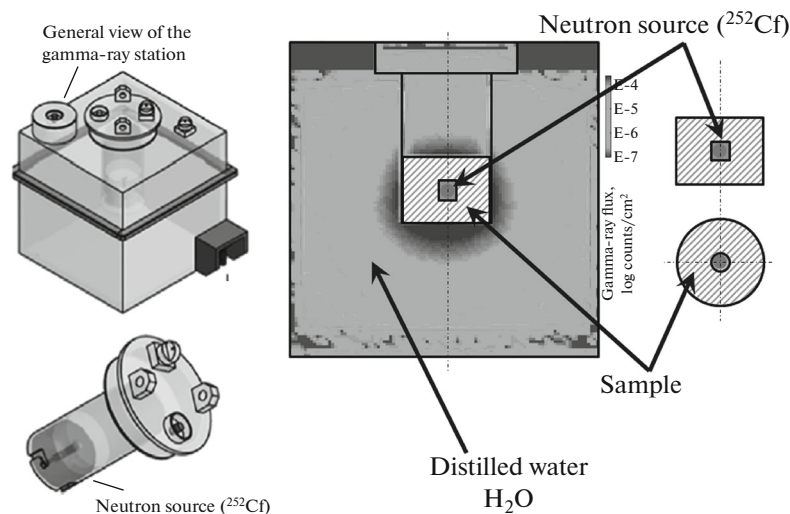 General view of the
gamma-ray station
Neutron source (²⁵²Cf)
Neutron source (²⁵²Cf)
E-4
E-5
E-6
E-7
Gamma-ray flux,
log counts/cm²
Sample
Distilled water
H₂O